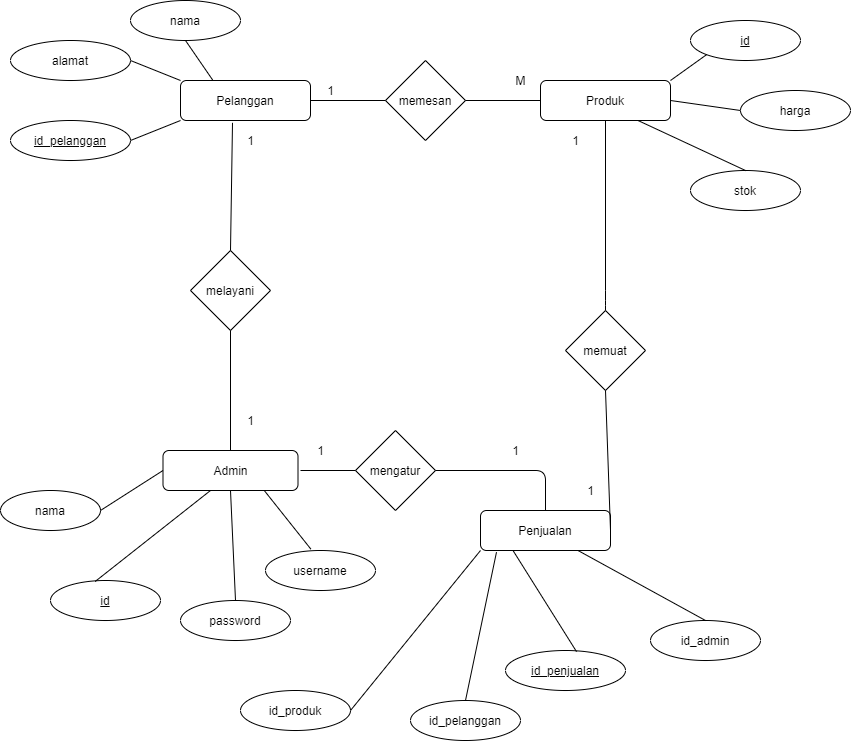 nama
id
alamat
M
1
Pelanggan
memesan
Produk
harga
id_pelanggan
1
1
stok
melayani
memuat
1
1
1
Admin
mengatur
1
nama
Penjualan
username
id
password
id_admin
id_penjualan
id_produk
id_pelanggan